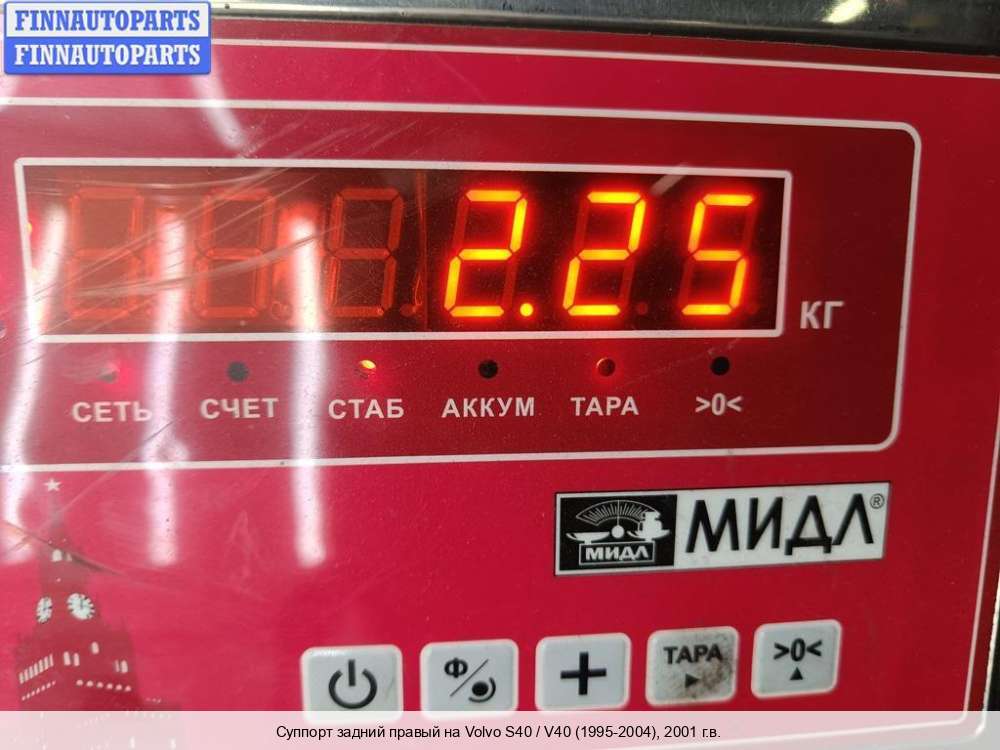 FINNAUTOPARTS
FINNAUTOPARTS
2.25
КГ
СЕТЬ СЧЕТ СТАБ АККУМ ТАРА >0<
МИДЛ МИДЛ®
Ф ТАРА >0<
Суппорт задний правый на Volvo S40 / V40 (1995-2004), 2001 г.в.